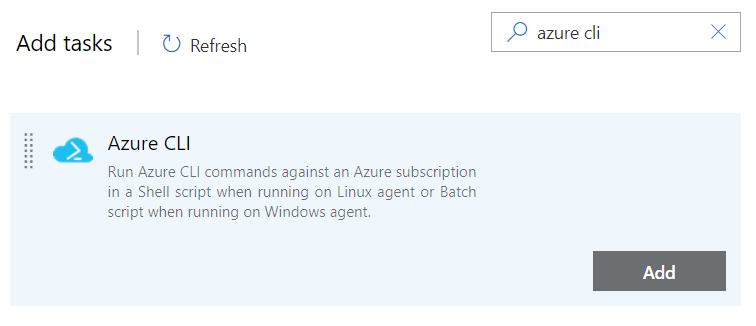 Add tasks
Refresh
azure cli
Azure CLI
Run Azure CLI commands against an Azure subscription
in a Shell script when running on Linux agent or Batch
script when running on Windows agent.
Add